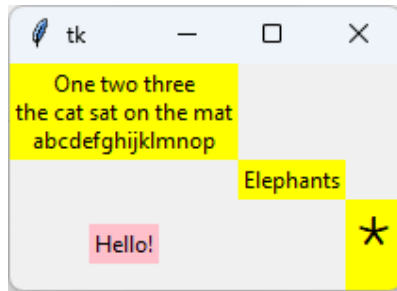 tk
One two three
the cat sat on the mat
abcdefghijklmnop
Elephants
*
Hello!